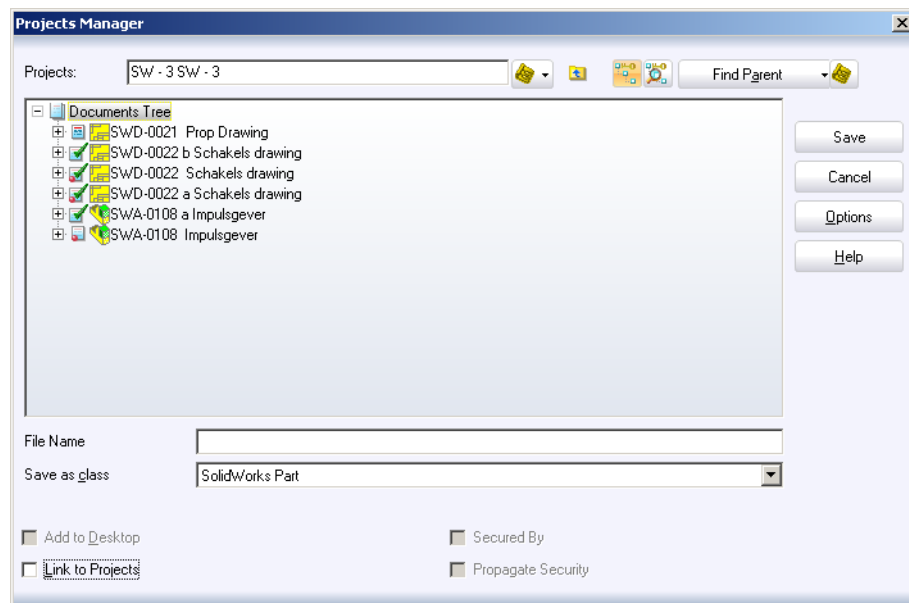 Projects Manager
Projects: SW - 3 SW - 3 Find Parent
Documents Tree
SWD-0021 Prop Drawing
SWD-0022 b Schakels drawing
SWD-0022 Schakels drawing
SWD-0022 a Schakels drawing
SWA-0108 a Impulsgever
SWA-0108 Impulsgever
Save
Cancel
Options
Help
File Name
Save as class SolidWorks Part
Add to Desktop Secured By
Link to Projects Propagate Security